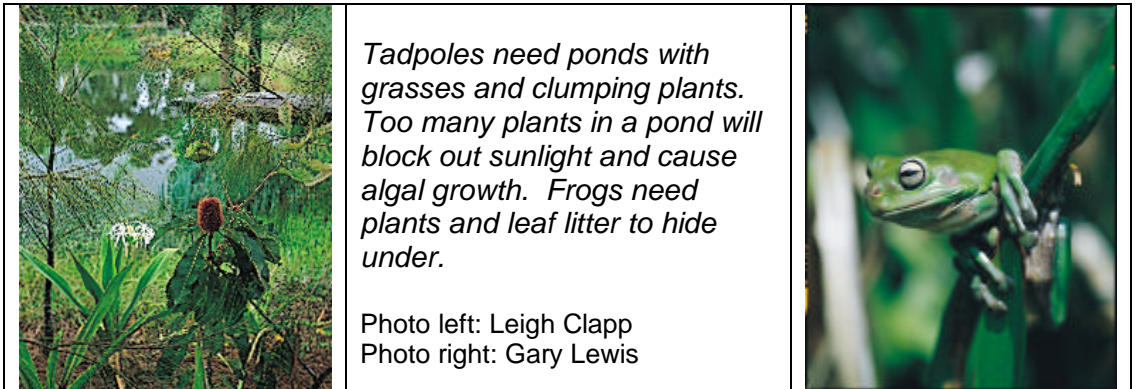 Tadpoles need ponds with
grasses and clumping plants.
Too many plants in a pond will
block out sunlight and cause
algal growth.  Frogs need
plants and leaf litter to hide
under.
Photo left: Leigh Clapp
Photo right: Gary Lewis